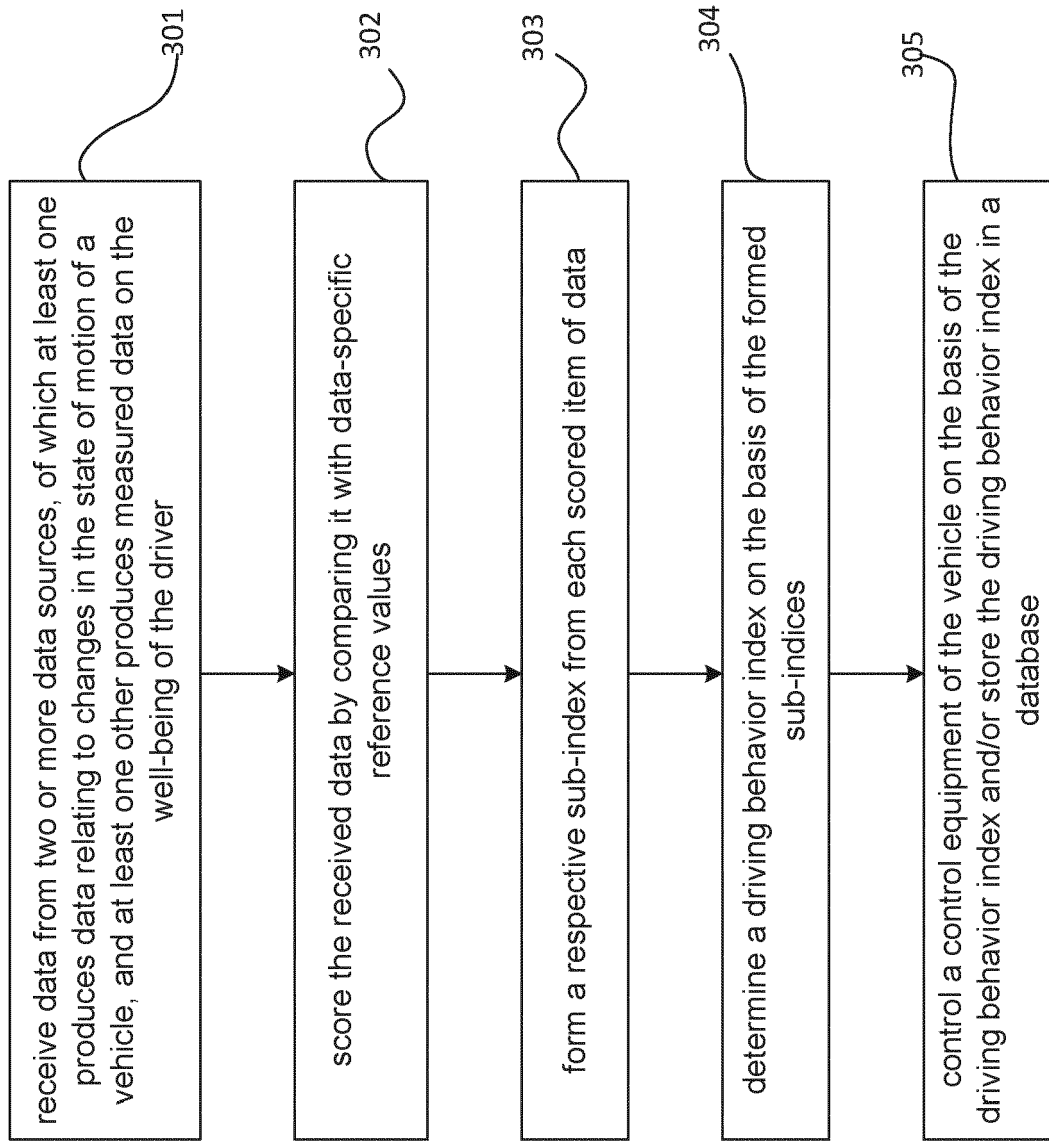 receive data from two or more data sources, of which at least one
produces data relating to changes in the state of motion of a
vehicle, and at least one other produces measured data on the
well-being of the driver
301
score the received data by comparing it with data-specific
reference values
302
form a respective sub-index from each scored item of data
303
determine a driving behavior index on the basis of the formed
sub-indices
304
control a control equipment of the vehicle on the basis of the
driving behavior index and/or store the driving behavior index in a
database
305